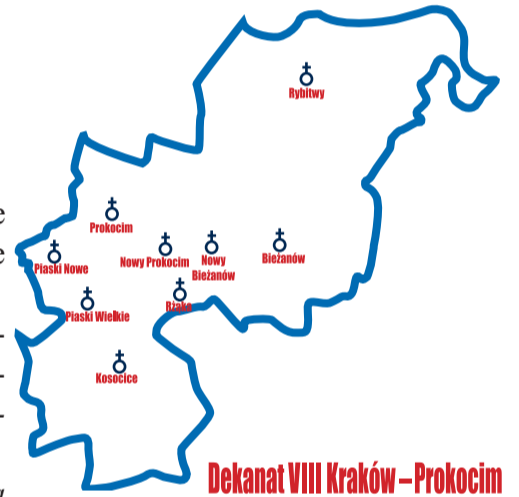 Rybitwy
Prokocim
Piaski Nowe
Nowy Prokocim
Nowy
Bieżanów
Bieżanów
Piaski Wielkie
Rżąka
Kosocice
Dekanat VIII Kraków – Prokocim